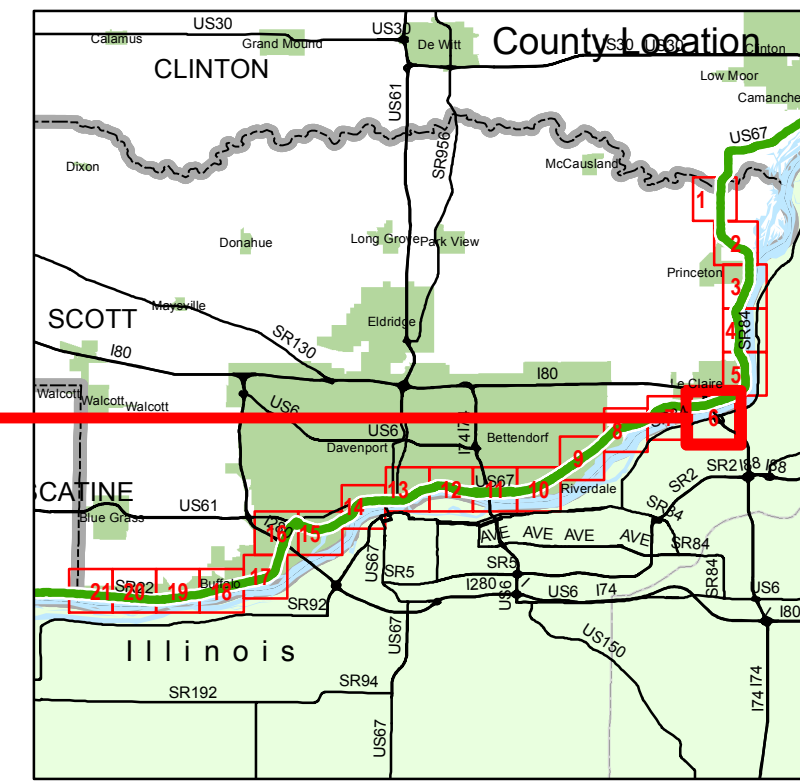 US30
US30
County Location
US30 US30
Calamus
Grand Mound
De Witt
Clinton
CLINTON
Low Moor
Camanche
US61
SR956
US67
Dixon
McCausland
1
Donahue
Long Grove
Park View
2
Princeton
3
Maysville
SCOTT
Eldridge
SR130
4
SR84
I80
I80
5
Le Claire
Walcott
Walcott
Walcott
US6
US6
I74
I74
6
8
Davenport
Bettendorf
9
SR2
I88
I88
SCATINE
US67
13
12
11
10
Riverdale
SR2
US61
14
Blue Grass
I280
15
SR84
AVE
AVE
AVE
AVE
SR84
US67
SR5
SR5
SR84
17
21
SR22
20
19
Buffalo
18
I280
I74
US6
US6
US6
SR92
I80
Illinois
US67
US150
SR94
SR192
I74
I74
US67